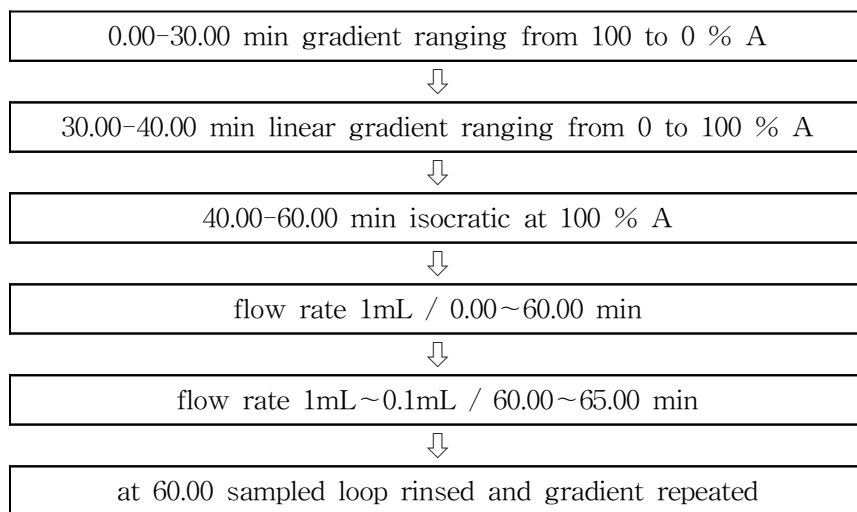 0.00-30.00 min gradient ranging from 100 to 0 % A
⇩
30.00-40.00 min linear gradient ranging from 0 to 100 % A
⇩
40.00-60.00 min isocratic at 100 % A
⇩
flow rate 1mL / 0.00~60.00 min
⇩
flow rate 1mL~0.1mL / 60.00~65.00 min
⇩
at 60.00 sampled loop rinsed and gradient repeated